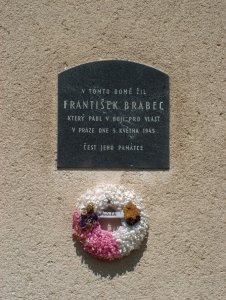 V TOMTO DOMĚ ŽIL
FRANTIŠEK BRABEC
KTERÝ PADL V BOJI PRO VLAST
V PRAZE DNE 5. KVĚTNA 1945
ČEST JEHO PAMÁTCE